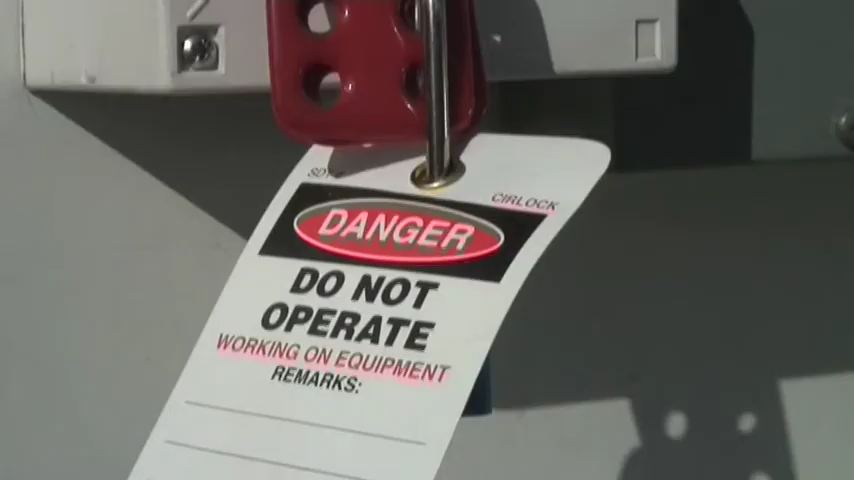 CIRLOCK
DANGER
DO NOT
OPERATE
WORKING ON EQUIPMENT
REMARKS: